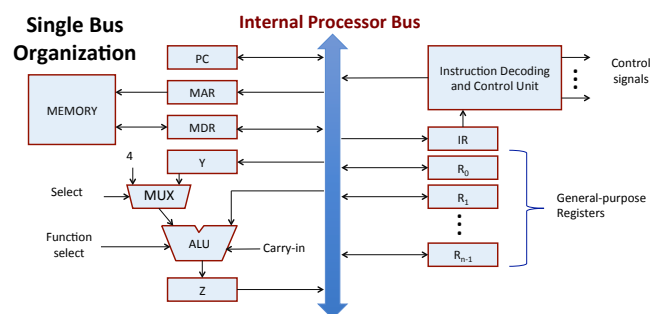 Single Bus
Organization
Internal Processor Bus
PC
MAR
MEMORY
MDR
Y
4
Select
MUX
Function
select
ALU
Carry-in
Z
Instruction Decoding
and Control Unit
Control
signals
IR
R0
R1
Rn-1
General-purpose
Registers